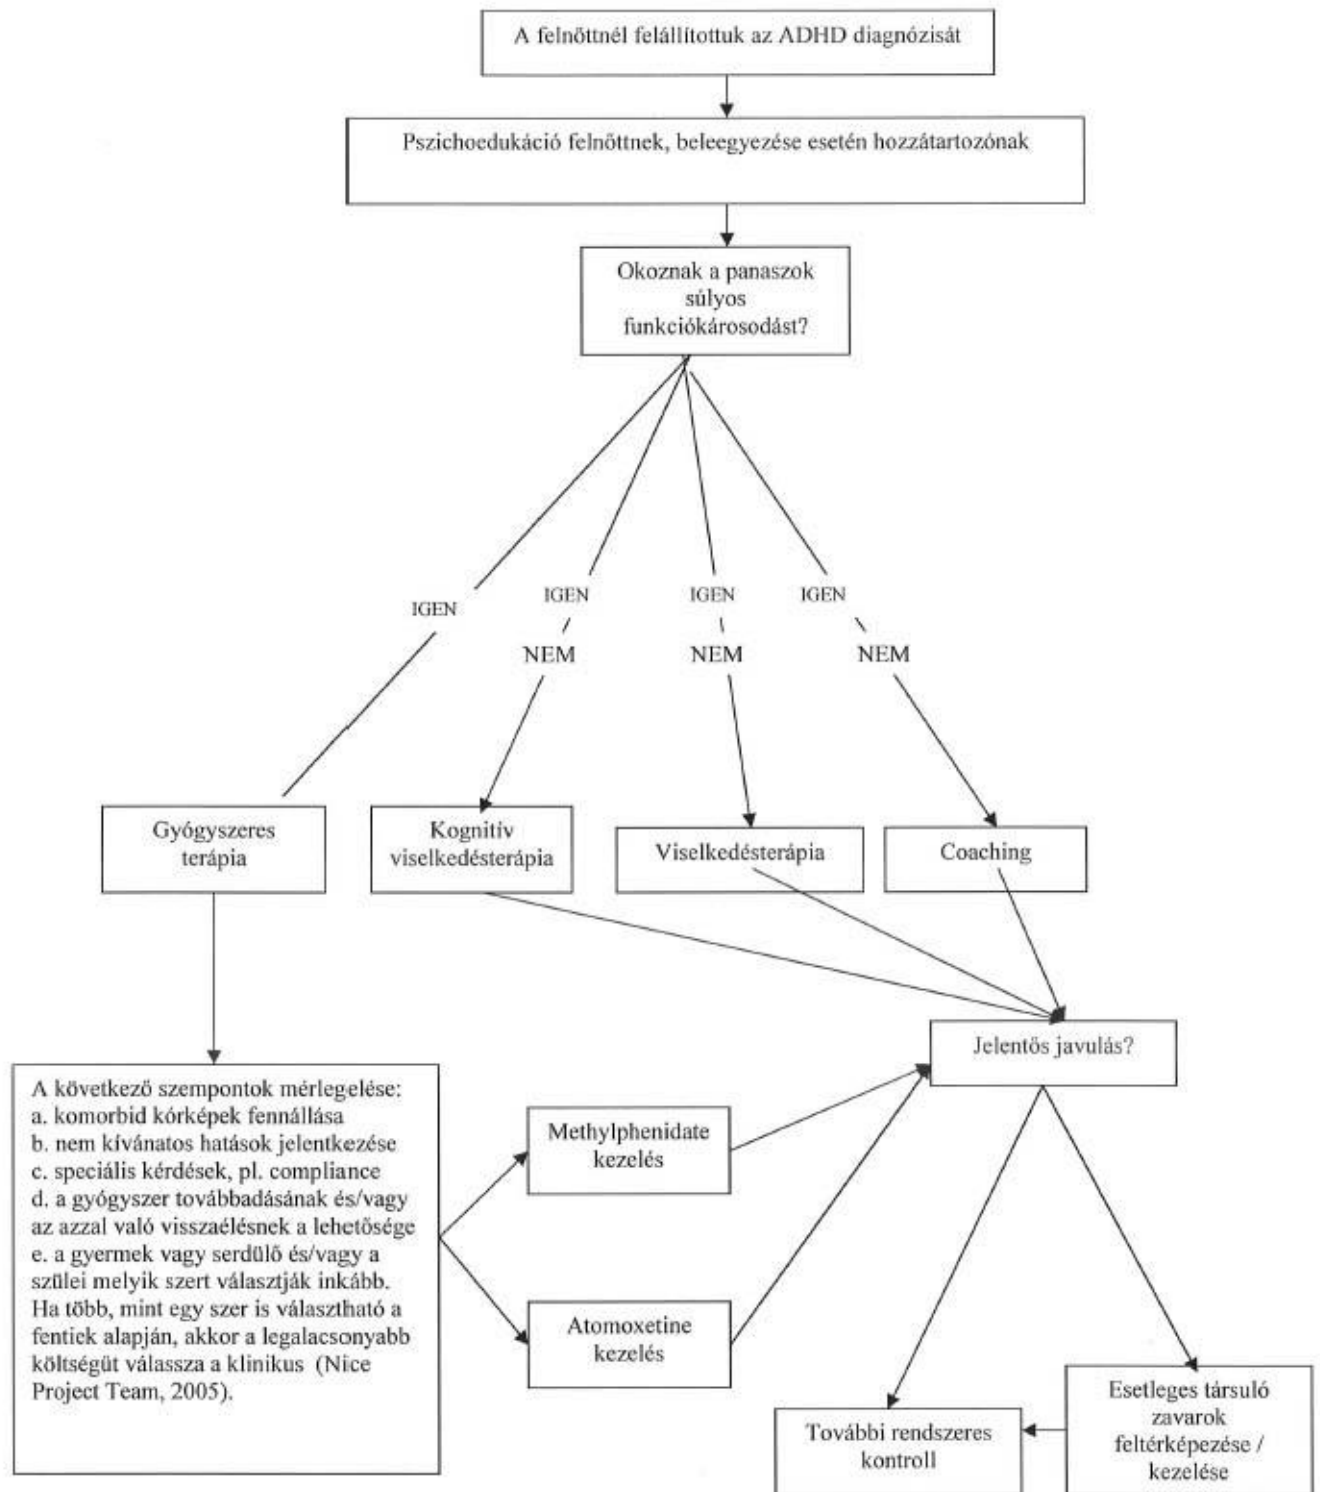 A felnőttnél felállítottuk az ADHD diagnózisát
Pszichoedukáció felnőttnek, beleegyezése esetén hozzátartozónak
Okoznak a panaszok
súlyos
funkciókárosodást?
IGEN
IGEN
IGEN
IGEN
NEM
NEM
NEM
Gyógyszeres
terápia
Kognitív
viselkedésterápia
Viselkedésterápia
Coaching
Jelentős javulás?
A következő szempontok mérlegelése:
a. komorbid kórképek fennállása
b. nem kívánatos hatások jelentkezése
c. speciális kérdések, pl. compliance
d. a gyógyszer továbbadásának és/vagy
az azzal való visszaélésnek a lehetősége
e. a gyermek vagy serdülő és/vagy a
szülei melyik szert választják inkább.
Ha több, mint egy szer is választható a
fentiek alapján, akkor a legalacsonyabb
költségűt válassza a klinikus (Nice
Project Team, 2005).
Methylphenidate
kezelés
Atomoxetine
kezelés
További rendszeres
kontroll
Esetleges társuló
zavarok
feltérképezése /
kezelése